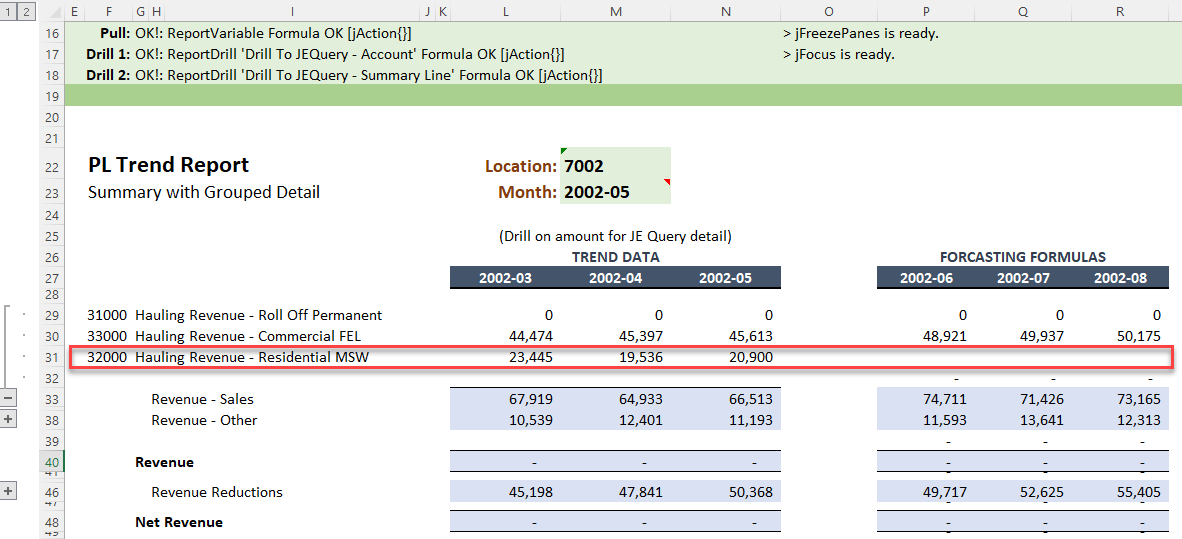 1 2 E F G H I J K L M N O P Q R
16 Pull: OK!: ReportVariable Formula OK [jAction{}] > jFreezePanes is ready.
17 Drill 1: OK!: ReportDrill 'Drill To JEQuery - Account' Formula OK [jAction{}] > jFocus is ready.
18 Drill 2: OK!: ReportDrill 'Drill To JEQuery - Summary Line' Formula OK [jAction{}]
19
20
21
22 PL Trend Report Location: 7002
23 Summary with Grouped Detail Month: 2002-05
24
25 (Drill on amount for JE Query detail)
26 TREND DATA FORCASTING FORMULAS
27 2002-03 2002-04 2002-05 2002-06 2002-07 2002-08
28
29 31000 Hauling Revenue - Roll Off Permanent 0 0 0 0 0 0
30 33000 Hauling Revenue - Commercial FEL 44,474 45,397 45,613 48,921 49,937 50,175
31 32000 Hauling Revenue - Residential MSW 23,445 19,536 20,900
32 - - -
33 Revenue - Sales 67,919 64,933 66,513 74,711 71,426 73,165
38 Revenue - Other 10,539 12,401 11,193 11,593 13,641 12,313
39 - - -
40 Revenue - - - - - -
41 - - -
46 Revenue Reductions 45,198 47,841 50,368 49,717 52,625 55,405
47 - - -
48 Net Revenue - - - - - -
49